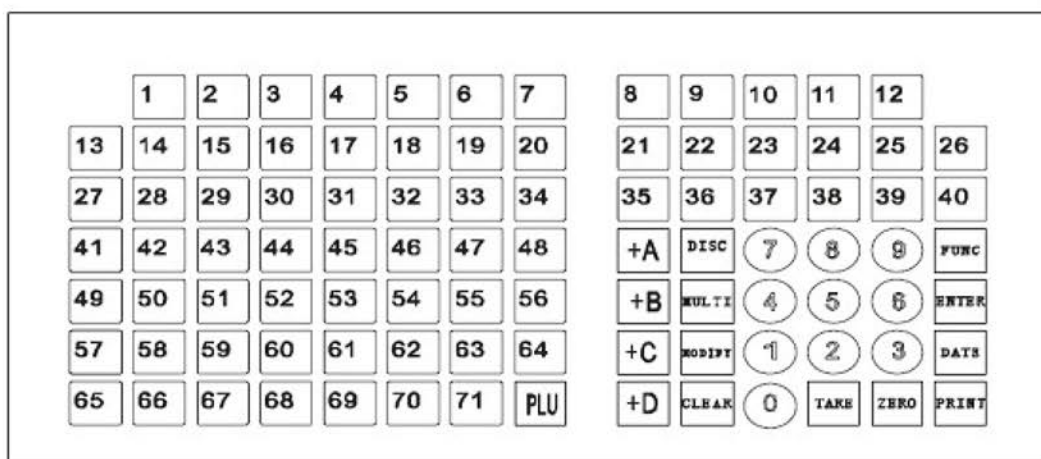 1 2 3 4 5 6 7 8 9 10 11 12
13 14 15 16 17 18 19 20 21 22 23 24 25 26
27 28 29 30 31 32 33 34 35 36 37 38 39 40
41 42 43 44 45 46 47 48 +A DISC 7 8 9 FUNC
49 50 51 52 53 54 55 56 +B MULTI 4 5 6 ENTER
57 58 59 60 61 62 63 64 +C MODIFY 1 2 3 DATE
65 66 67 68 69 70 71 PLU +D CLEAR 0 TARE ZERO PRINT